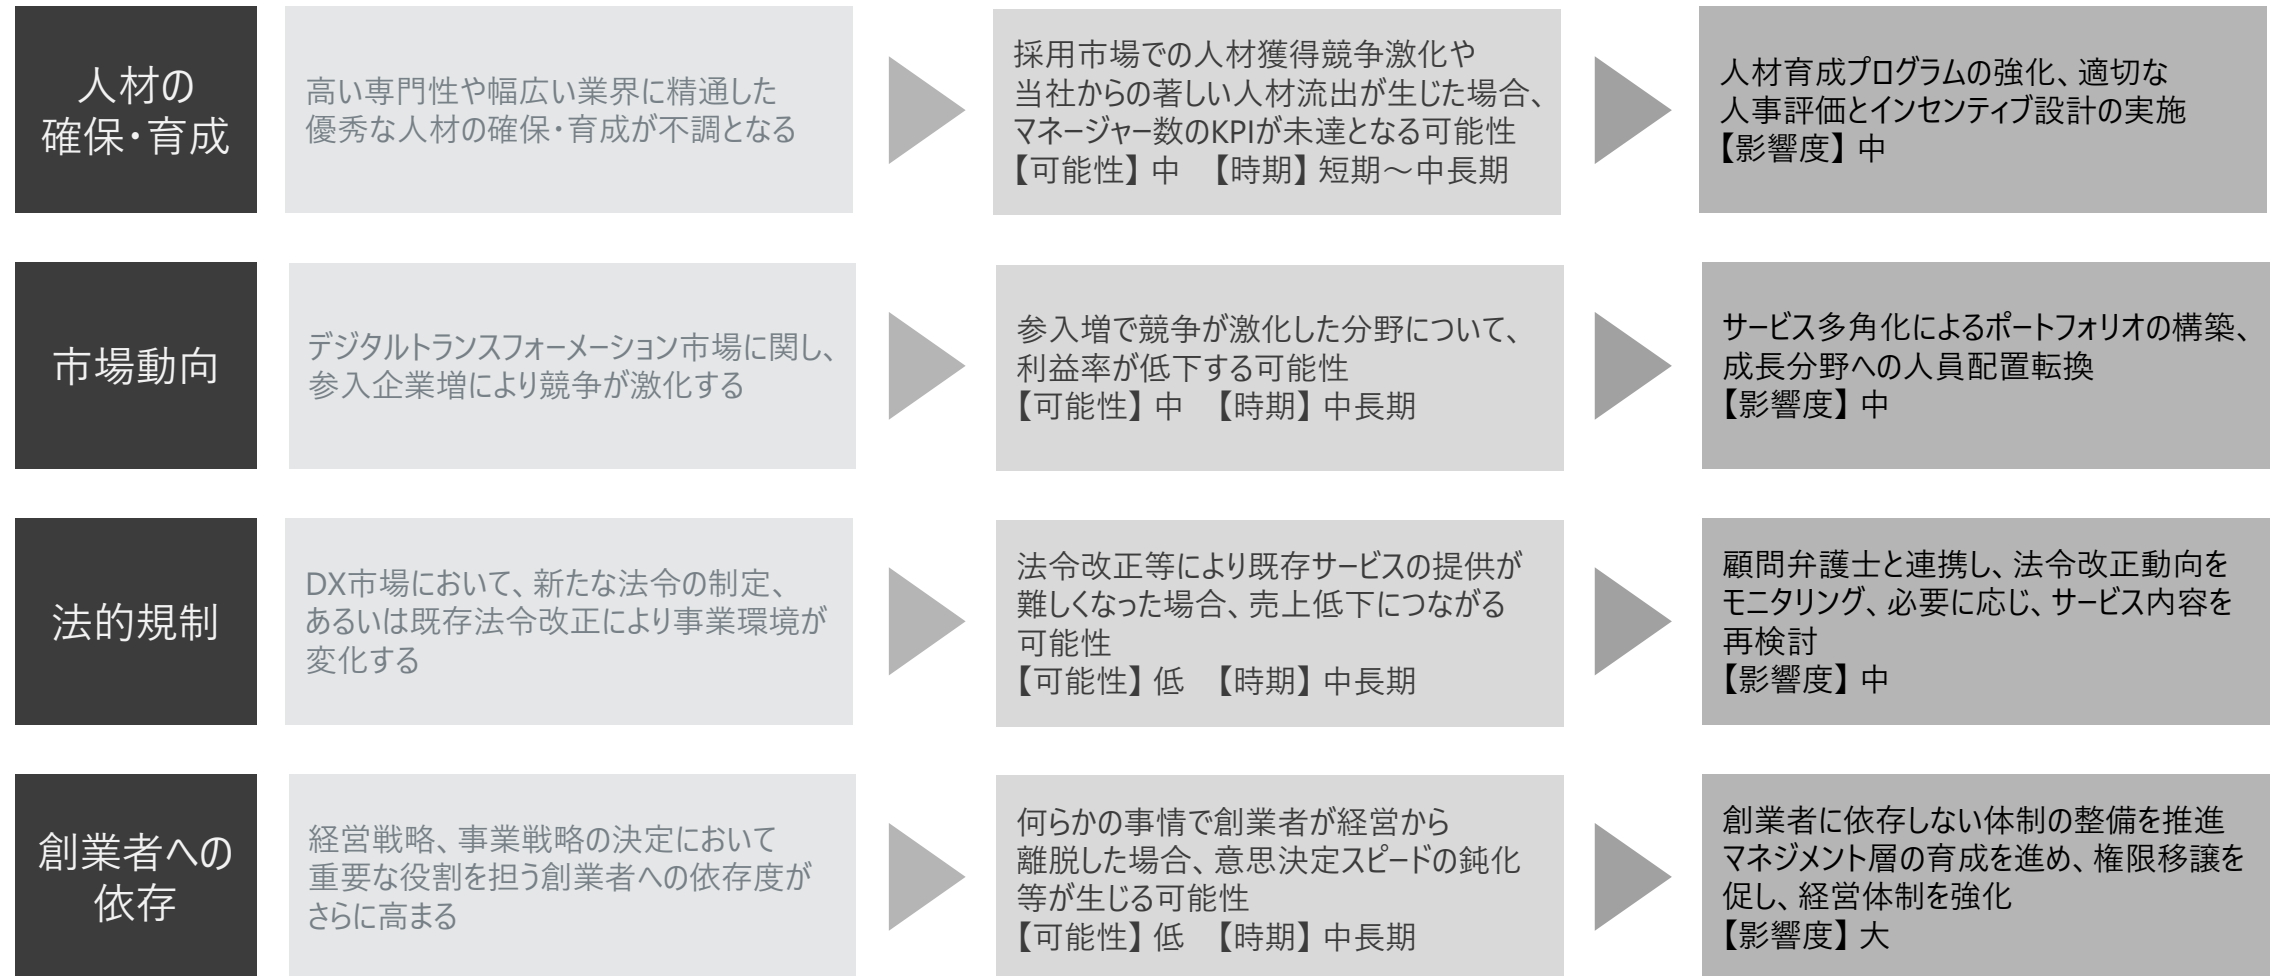 人材の
確保・育成
高い専門性や幅広い業界に精通した
優秀な人材の確保・育成が不調となる
採用市場での人材獲得競争激化や
当社からの著しい人材流出が生じた場合、
マネージャー数のKPIが未達となる可能性
【可能性】中 【時期】短期～中長期
人材育成プログラムの強化、適切な
人事評価とインセンティブ設計の実施
【影響度】中
市場動向
デジタルトランスフォーメーション市場に関し、
参入企業増により競争が激化する
参入増で競争が激化した分野について、
利益率が低下する可能性
【可能性】中 【時期】中長期
サービス多角化によるポートフォリオの構築、
成長分野への人員配置転換
【影響度】中
法的規制
DX市場において、新たな法令の制定、
あるいは既存法令改正により事業環境が
変化する
法令改正等により既存サービスの提供が
難しくなった場合、売上低下につながる
可能性
【可能性】低 【時期】中長期
顧問弁護士と連携し、法令改正動向を
モニタリング、必要に応じ、サービス内容を
再検討
【影響度】中
創業者への
依存
経営戦略、事業戦略の決定において
重要な役割を担う創業者への依存度が
さらに高まる
何らかの事情で創業者が経営から
離脱した場合、意思決定スピードの鈍化
等が生じる可能性
【可能性】低 【時期】中長期
創業者に依存しない体制の整備を推進
マネジメント層の育成を進め、権限移譲を
促し、経営体制を強化
【影響度】大